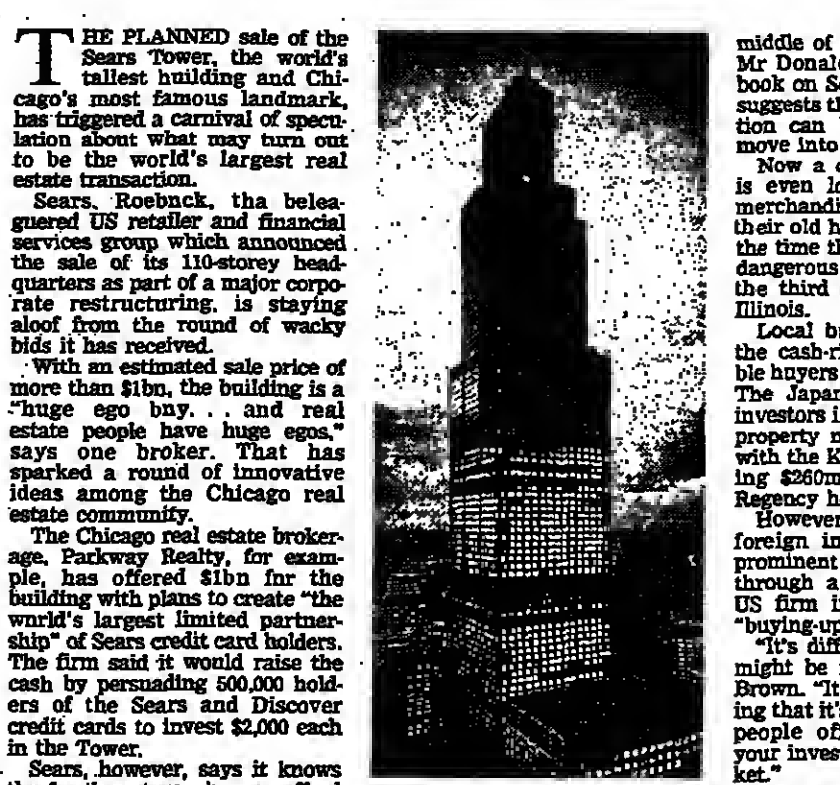 THE PLANNED sale of the
Sears Tower, the world's
tallest building and Chi-
cago's most famous landmark,
has triggered a carnival of specu-
lation about what may turn out
to be the world's largest real
estate transaction.
Sears, Roebnck, tha belea-
guered US retailer and financial
services group which announced
the sale of its 110-storey head-
quarters as part of a major corpo-
rate restructuring, is staying
aloof from the round of wacky
bids it has received.
With an estimated sale price of
more than $1bn, the building is a
"huge ego bny. . . and real
estate people have huge egos,"
says one broker. That has
sparked a round of innovative
ideas among the Chicago real
estate community.
The Chicago real estate broker-
age, Parkway Realty, for exam-
ple, has offered $1bn fnr the
building with plans to create "the
wnrld's largest limited partner-
ship" of Sears credit card holders.
The firm said it would raise the
cash by persnading 500,000 hold-
ers of the Sears and Discover
credit cards to invest $2,000 each
in the Tower.
Sears, however, says it knows
middle of
Mr Donal
book on S
suggests th
tion can
move into
Now a
is even
merchandi
their old h
the time th
dangerous
the third
Illinois.
Local b
the cash-r
ble hnyers
The Japan
investors i
property m
with the K
ing $260m
Regency h
However
foreign in
prominent
through a
US firm i
"buying-up
"It's diff
might be
Brown. "It
ing that it's
people of
your invest
ket."